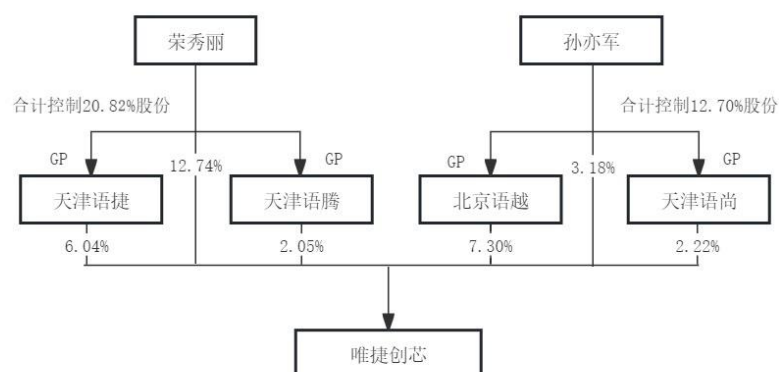 荣秀丽
孙亦军
合计控制20.82%股份
合计控制12.70%股份
GP
12.74%
GP
GP
3.18%
GP
天津语捷
天津语腾
北京语越
天津语尚
6.04%
2.05%
7.30%
2.22%
唯捷创芯